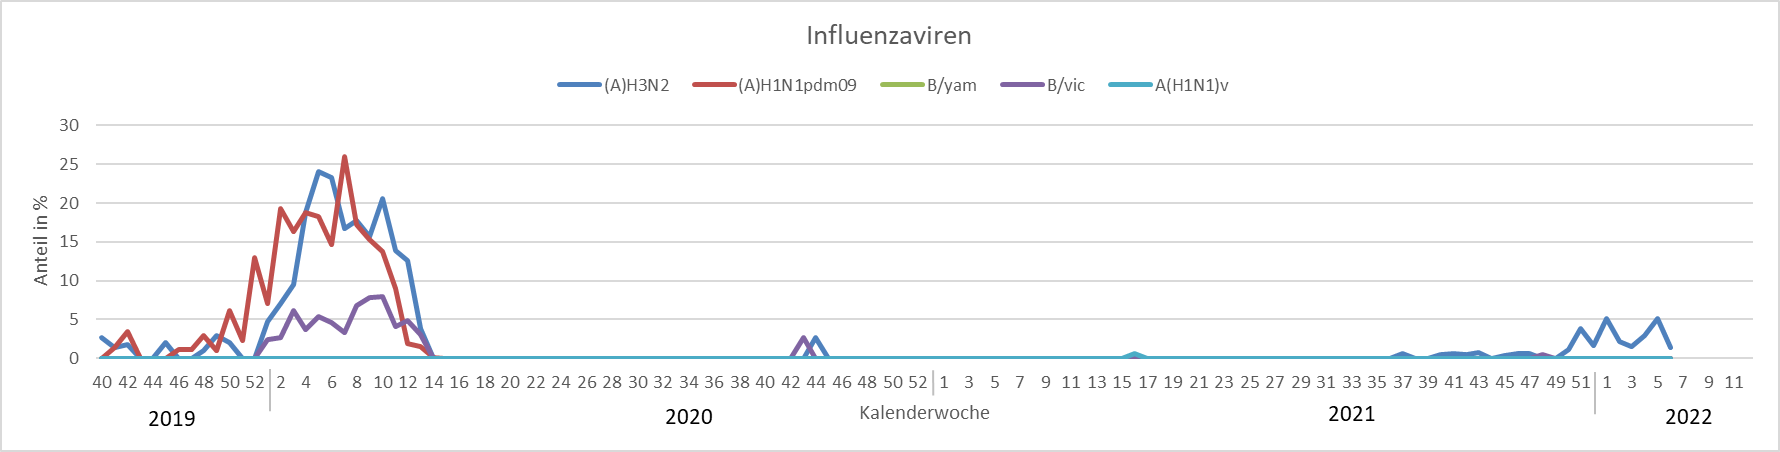 Influenzaviren
(A)H3N2 (A)H1N1pdm09 B/yam B/vic A(H1N1)v
Anteil in %
30
25
20
15
10
5
0
40 42 44 46 48 50 52 2 4 6 8 10 12 14 16 18 20 22 24 26 28 30 32 34 36 38 40 42 44 46 48 50 52 1 3 5 7 9 11 13 15 17 19 21 23 25 27 29 31 33 35 37 39 41 43 45 47 49 51 1 3 5 7 9 11
2019 2020 2021 2022
Kalenderwoche